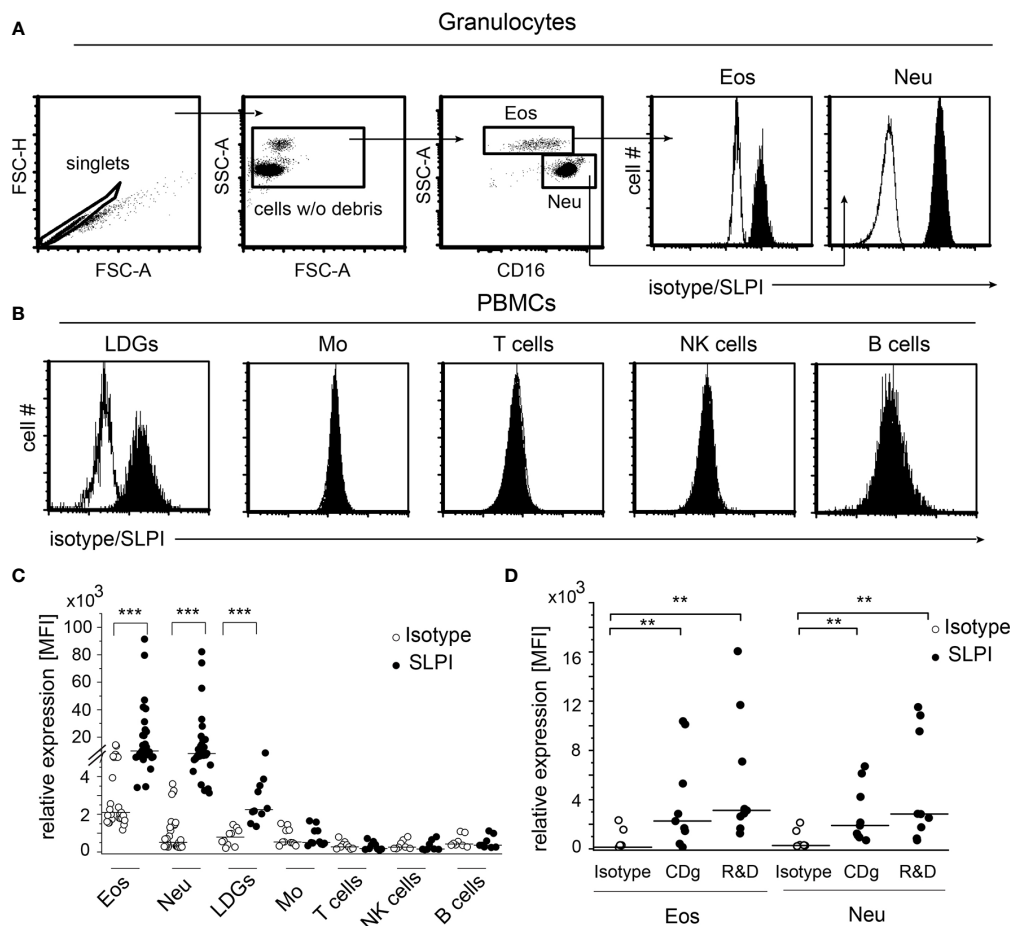 A
Granulocytes
Eos
Neu
FSC-H
singlets
FSC-A
SSC-A
cells w/o debris
FSC-A
SSC-A
Eos
Neu
CD16
cell #
isotype/SLPI
B
PBMCs
LDGs
Mo
T cells
NK cells
B cells
cell #
isotype/SLPI
C
x10³
relative expression [MFI]
100
80
60
40
20
4
2
0
***
***
***
Isotype
SLPI
Eos
Neu
LDGs
Mo
T cells
NK cells
B cells
D
x10³
relative expression [MFI]
16
12
8
4
0
**
**
**
**
Isotype
SLPI
Isotype CDg R&D
Isotype CDg R&D
Eos
Neu